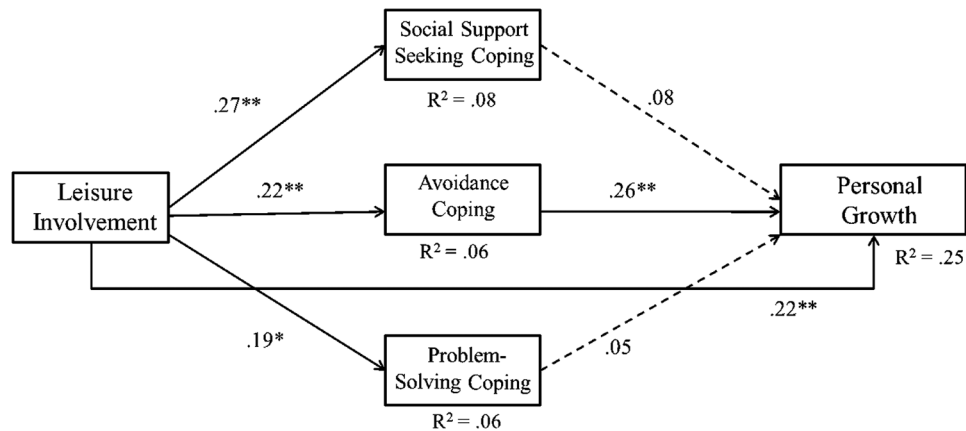 Social Support
Seeking Coping
R² = .08
.27**
.08
Leisure
Involvement
.22**
Avoidance
Coping
R² = .06
.26**
Personal
Growth
R² = .25
.22**
.19*
Problem-
Solving Coping
R² = .06
.05